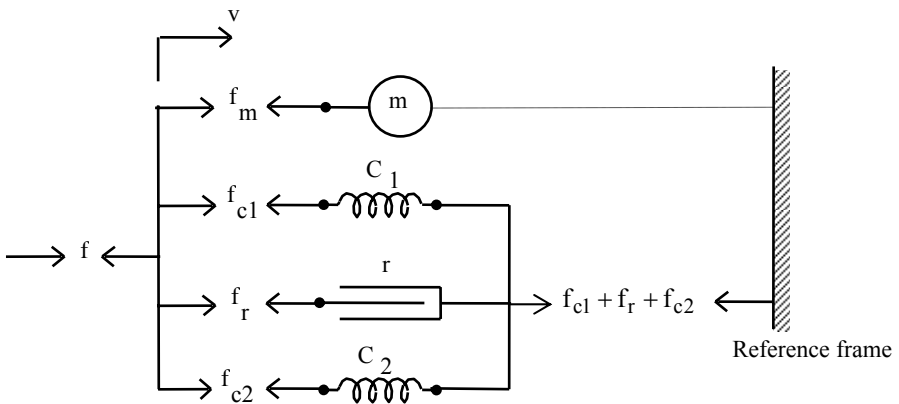 v
f_m
m
C_1
f_c1
f
r
f_r
f_c1 + f_r + f_c2
Reference frame
C_2
f_c2